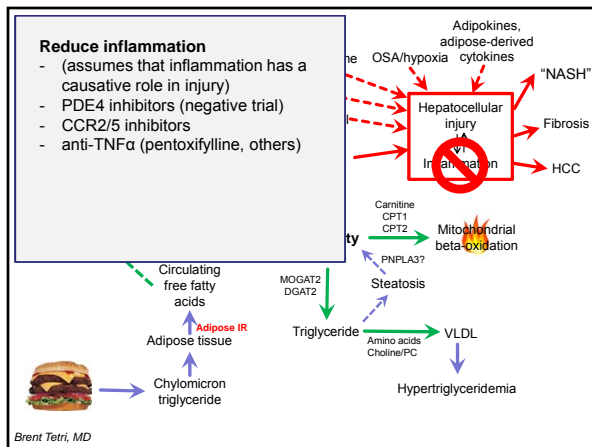 Reduce inflammation
- (assumes that inflammation has a causative role in injury)
- PDE4 inhibitors (negative trial)
- CCR2/5 inhibitors
- anti-TNFα (pentoxifylline, others)
OSA/hypoxia
Adipokines,
adipose-derived
cytokines
"NASH"
Hepatocellular
injury
Inflammation
Fibrosis
HCC
Carnitine
CPT1
CPT2
Mitochondrial
beta-oxidation
PNPLA3?
Circulating
free fatty
acids
MOGAT2
DGAT2
Steatosis
Adipose IR
Adipose tissue
Triglyceride
Amino acids
Choline/PC
VLDL
Chylomicron
triglyceride
Hypertriglyceridemia
Brent Tetri, MD